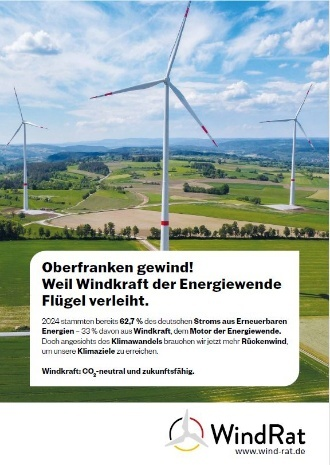 Oberfranken gewind!
Weil Windkraft der Energiewende
Flügel verleiht.
2024 stammten bereits 62,7 % des deutschen Stroms aus Erneuerbaren
Energien – 33 % davon aus Windkraft, dem Motor der Energiewende.
Doch angesichts des Klimawandels brauchen wir jetzt mehr Rückenwind,
um unsere Klimaziele zu erreichen.
Windkraft: CO₂-neutral und zukunftsfähig.
WindRat
www.wind-rat.de